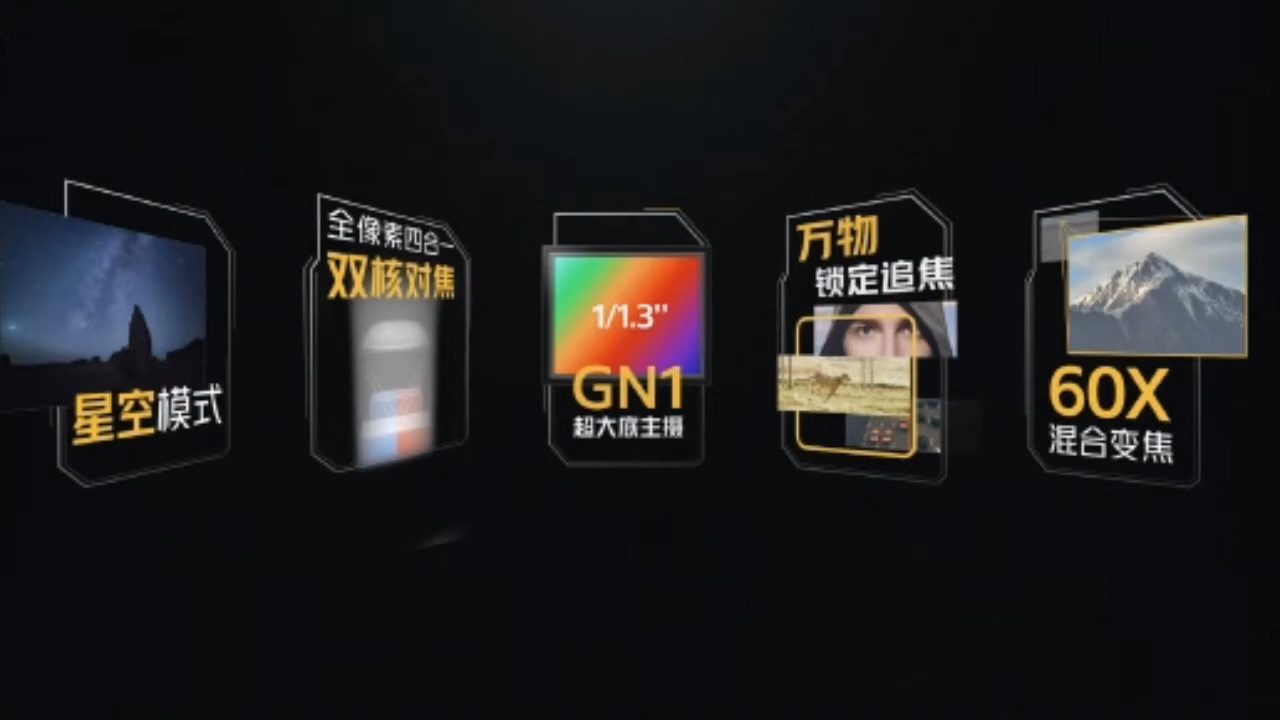 星空模式
全像素四合一
双核对焦
1/1.3"
GN1
超大底主摄
万物
锁定追焦
60X
混合变焦